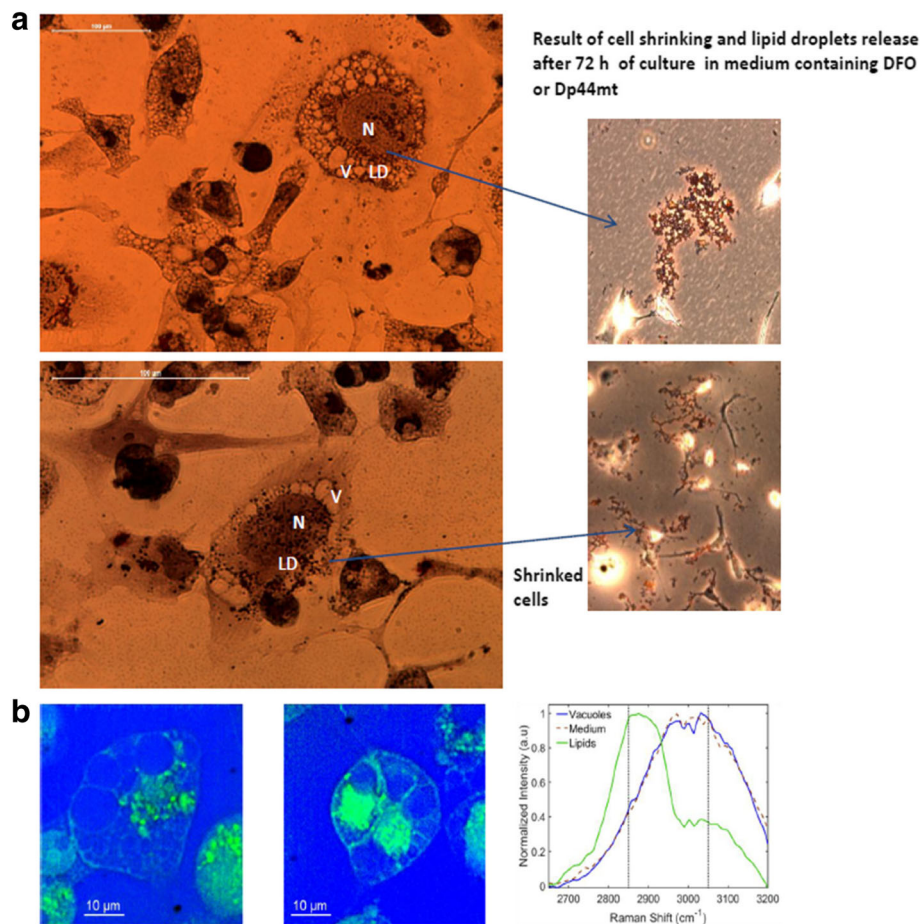 a
100 µm
N
V
LD
Result of cell shrinking and lipid droplets release
after 72 h of culture in medium containing DFO
or Dp44mt
100 µm
V
N
LD
Shrinked
cells
b
10 µm
10 µm
Normalized Intensity (a.u)
1
0.8
0.6
0.4
0.2
0
Vacuoles
Medium
Lipids
2700 2800 2900 3000 3100 3200
Raman Shift (cm⁻¹)